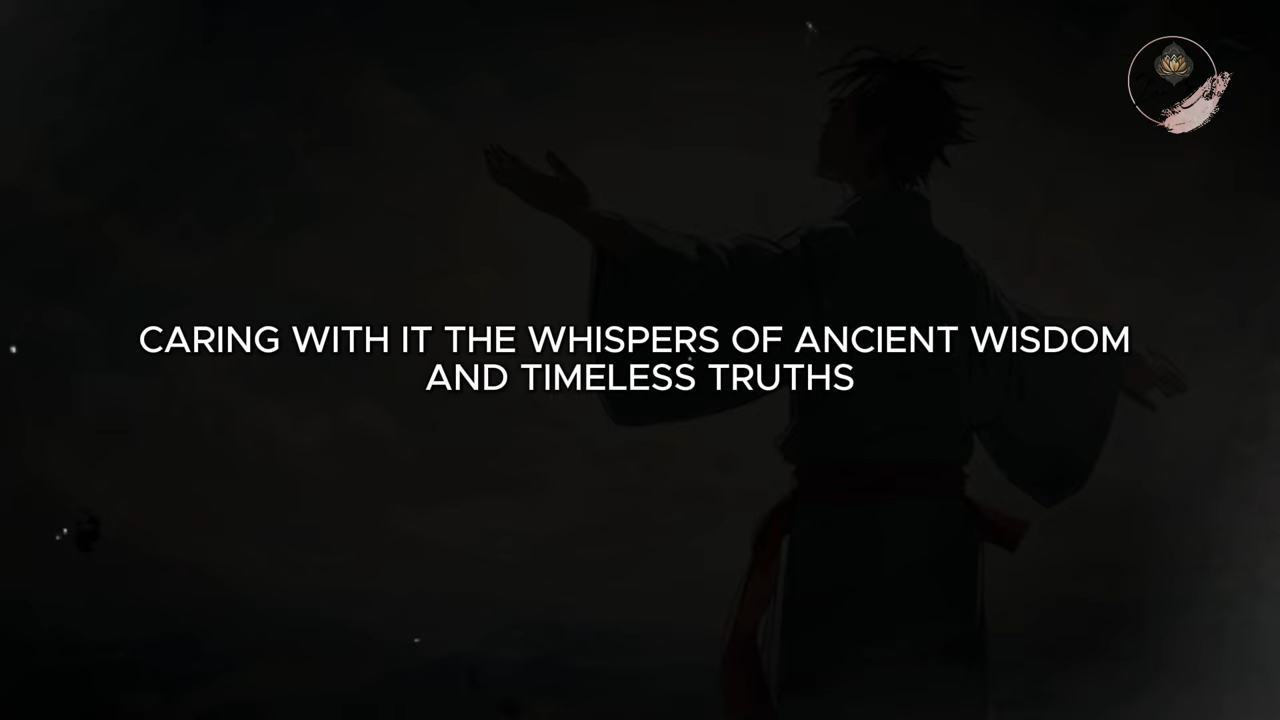 CARING WITH IT THE WHISPERS OF ANCIENT WISDOM
AND TIMELESS TRUTHS